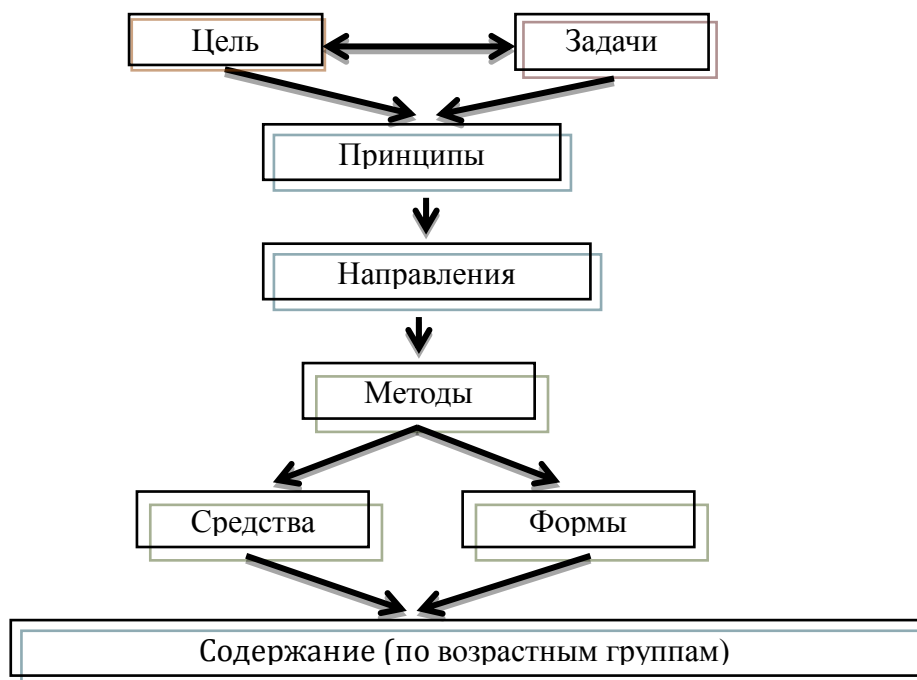 Цель
Задачи
Принципы
Направления
Методы
Средства
Формы
Содержание (по возрастным группам)